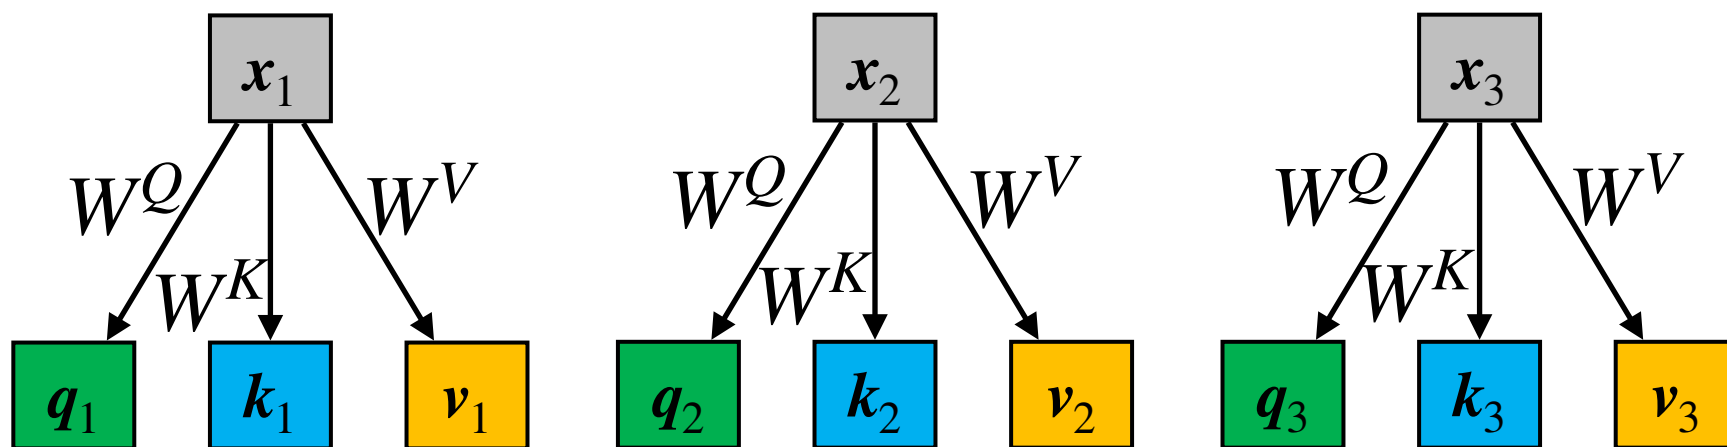 x₁ x₂ x₃
W^Q W^V W^Q W^V W^Q W^V
W^K W^K W^K
q₁ k₁ v₁ q₂ k₂ v₂ q₃ k₃ v₃